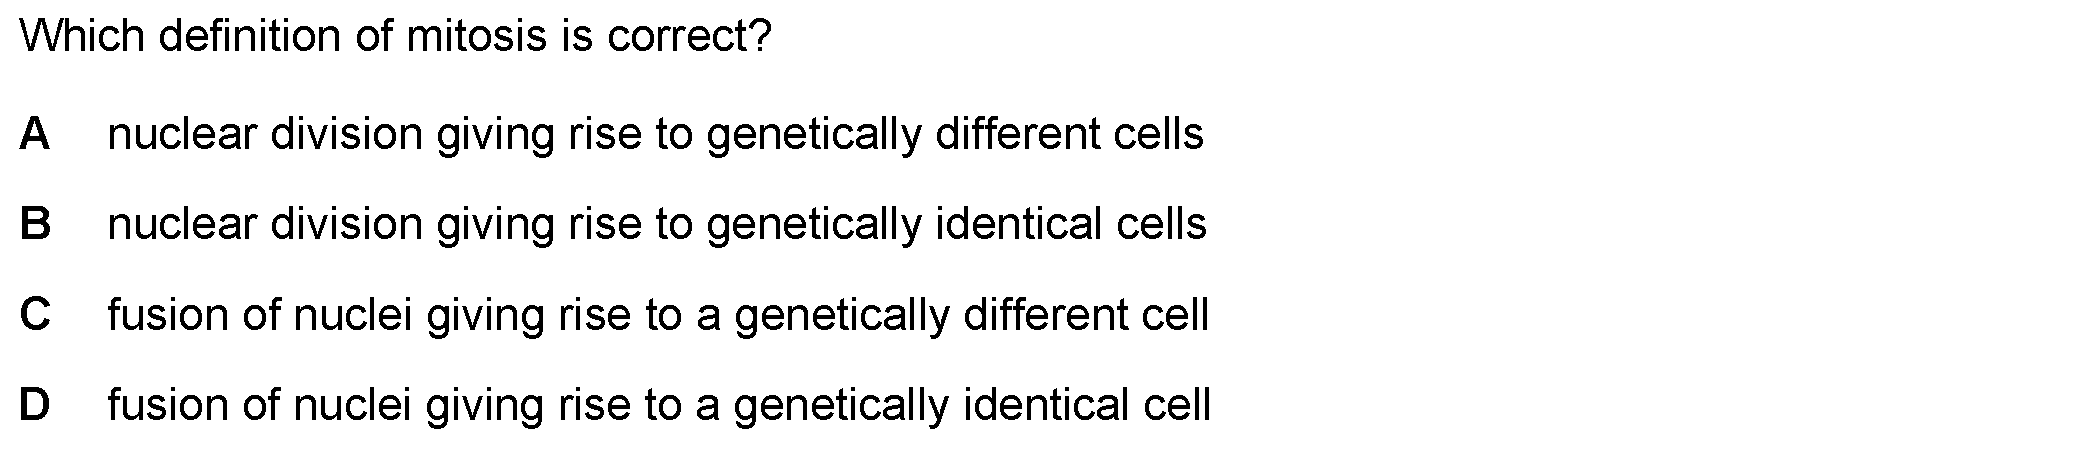 Which definition of mitosis is correct?
A nuclear division giving rise to genetically different cells
B nuclear division giving rise to genetically identical cells
C fusion of nuclei giving rise to a genetically different cell
D fusion of nuclei giving rise to a genetically identical cell